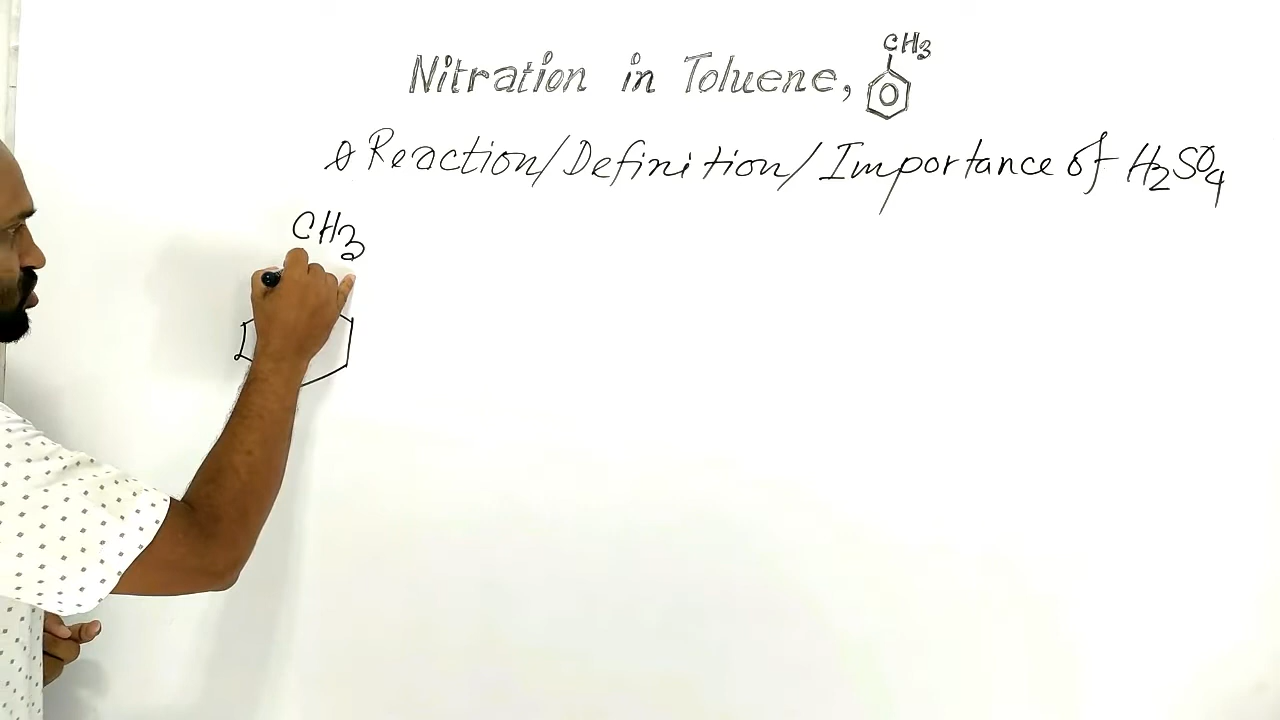 CH3
Nitration in Toluene,
Reaction/Definition/Importance of H2SO4
CH3